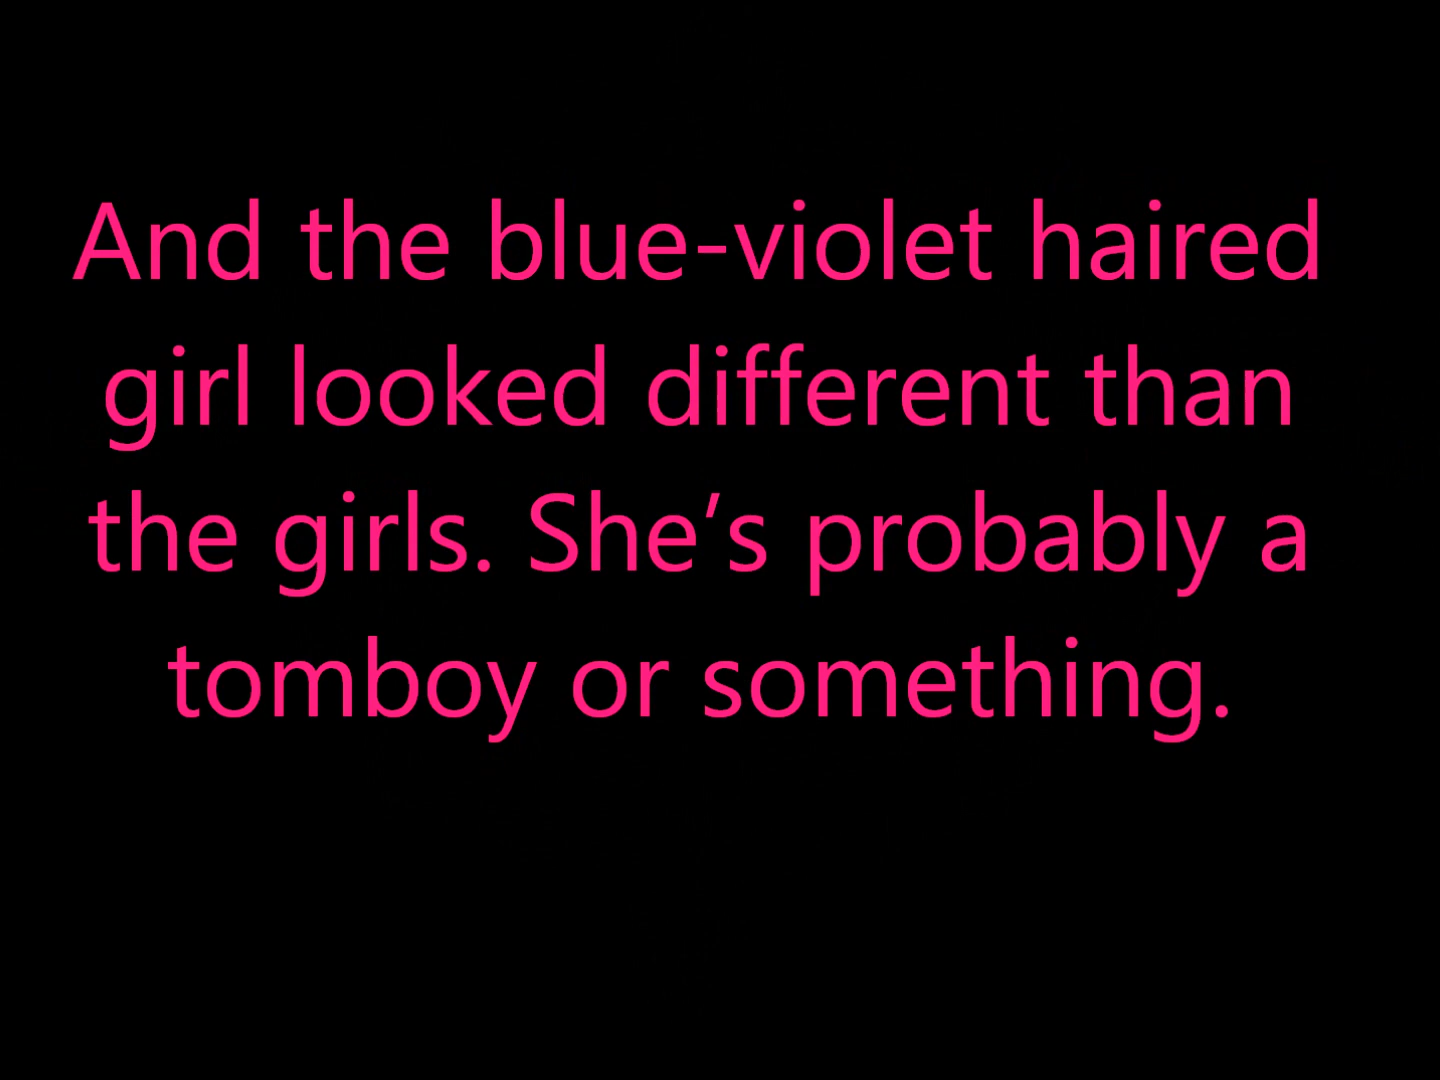 And the blue-violet haired
girl looked different than
the girls. She’s probably a
tomboy or something.